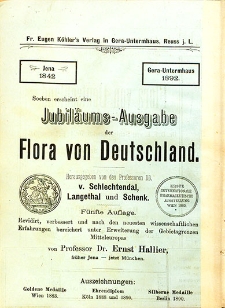 Fr. Eugen Köhler's Verlag in Gera-Untermhaus, Reuss j. L.
Jena
1842
Gera-Untermhaus
1892.
Soeben erscheint eine
Jubiläums-Ausgabe
der
Flora von Deutschland.
Herausgegeben von den Professoren DD.
v. Schlechtendal,
Langethal und Schenk.
Fünfte Auflage.
Revidirt, verbessert und nach den neuesten wissenschaftlichen
Erfahrungen bereichert unter Erweiterung der Gebietsgrenzen
Mitteleuropas
von Professor Dr. Ernst Hallier,
früher Jena — jetzt München.
Auszeichnungen:
Goldene Medaille
Wien 1883.
Ehrendiplom
Köln 1888 und 1890.
Silberne Medaille
Berlin 1890.